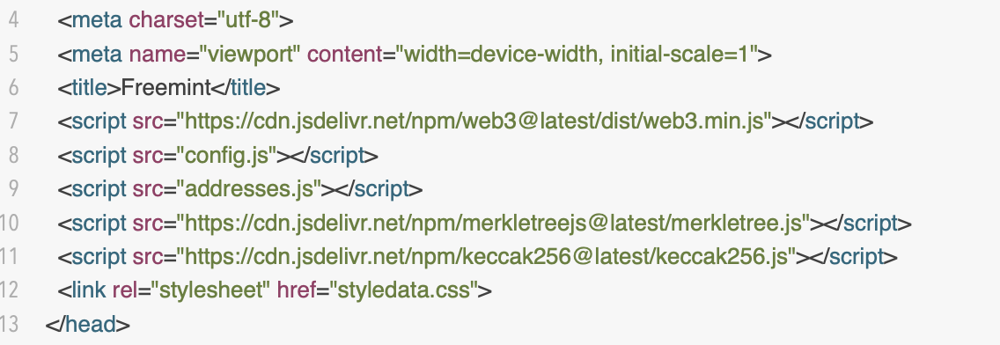 4 <meta charset="utf-8">
5 <meta name="viewport" content="width=device-width, initial-scale=1">
6 <title>Freemint</title>
7 <script src="https://cdn.jsdelivr.net/npm/web3@latest/dist/web3.min.js"></script>
8 <script src="config.js"></script>
9 <script src="addresses.js"></script>
10 <script src="https://cdn.jsdelivr.net/npm/merkletreejs@latest/merkletree.js"></script>
11 <script src="https://cdn.jsdelivr.net/npm/keccak256@latest/keccak256.js"></script>
12 <link rel="stylesheet" href="styledata.css">
13 </head>